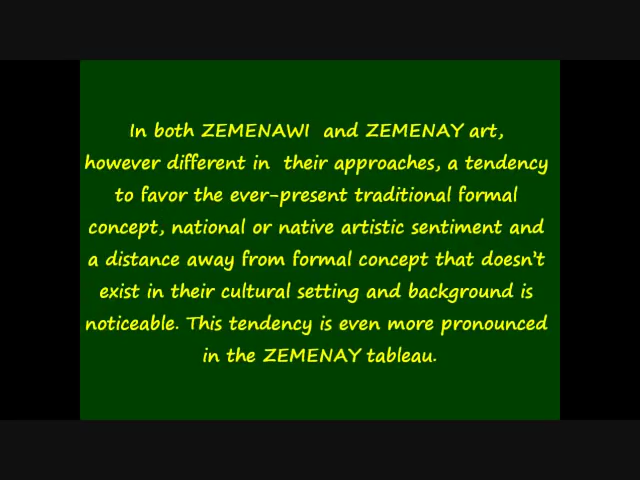 In both ZEMENAWI and ZEMENAY art,
however different in their approaches, a tendency
to favor the ever-present traditional formal
concept, national or native artistic sentiment and
a distance away from formal concept that doesn't
exist in their cultural setting and background is
noticeable. This tendency is even more pronounced
in the ZEMENAY tableau.